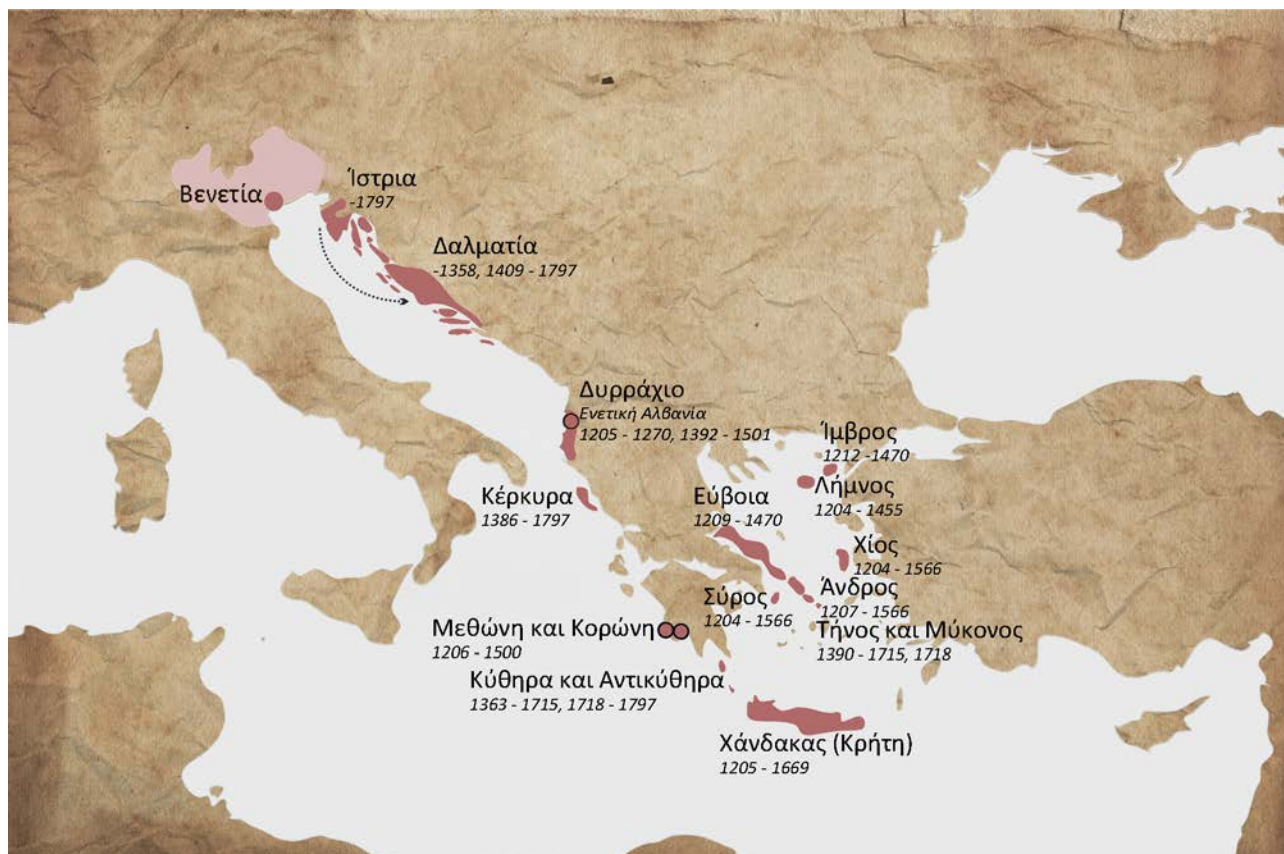 Βενετία
Ίστρια
-1797
Δαλματία
-1358, 1409 - 1797
Δυρράχιο
Ενετική Αλβανία
1205 - 1270, 1392 - 1501
Κέρκυρα
1386 - 1797
Ίμβρος
1212 -1470
Λήμνος
1204 - 1455
Εύβοια
1209 - 1470
Χίος
1204 - 1566
Σύρος
1204 - 1566
Άνδρος
1207 - 1566
Τήνος και Μύκονος
1390 - 1715, 1718
Μεθώνη και Κορώνη
1206 - 1500
Κύθηρα και Αντικύθηρα
1363 - 1715, 1718 - 1797
Χάνδακας (Κρήτη)
1205 - 1669